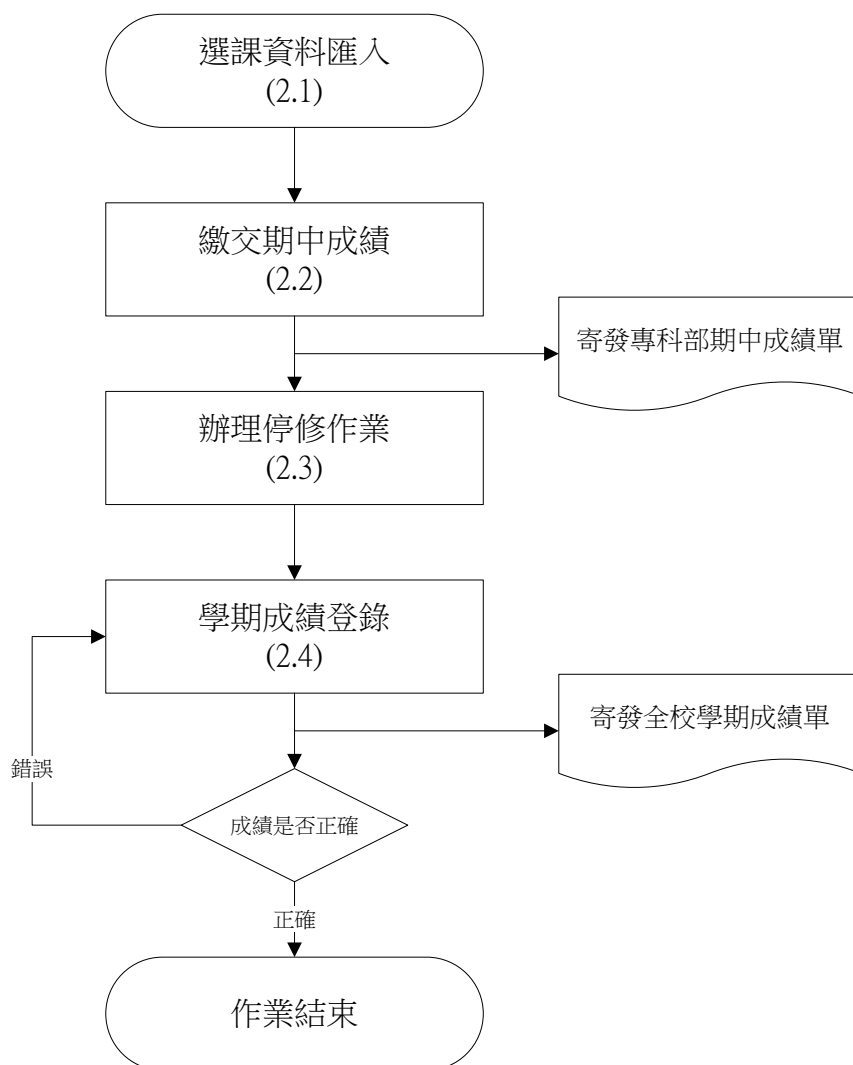 選課資料匯入
(2.1)
繳交期中成績
(2.2)
寄發專科部期中成績單
辦理停修作業
(2.3)
學期成績登錄
(2.4)
寄發全校學期成績單
錯誤
成績是否正確
正確
作業結束